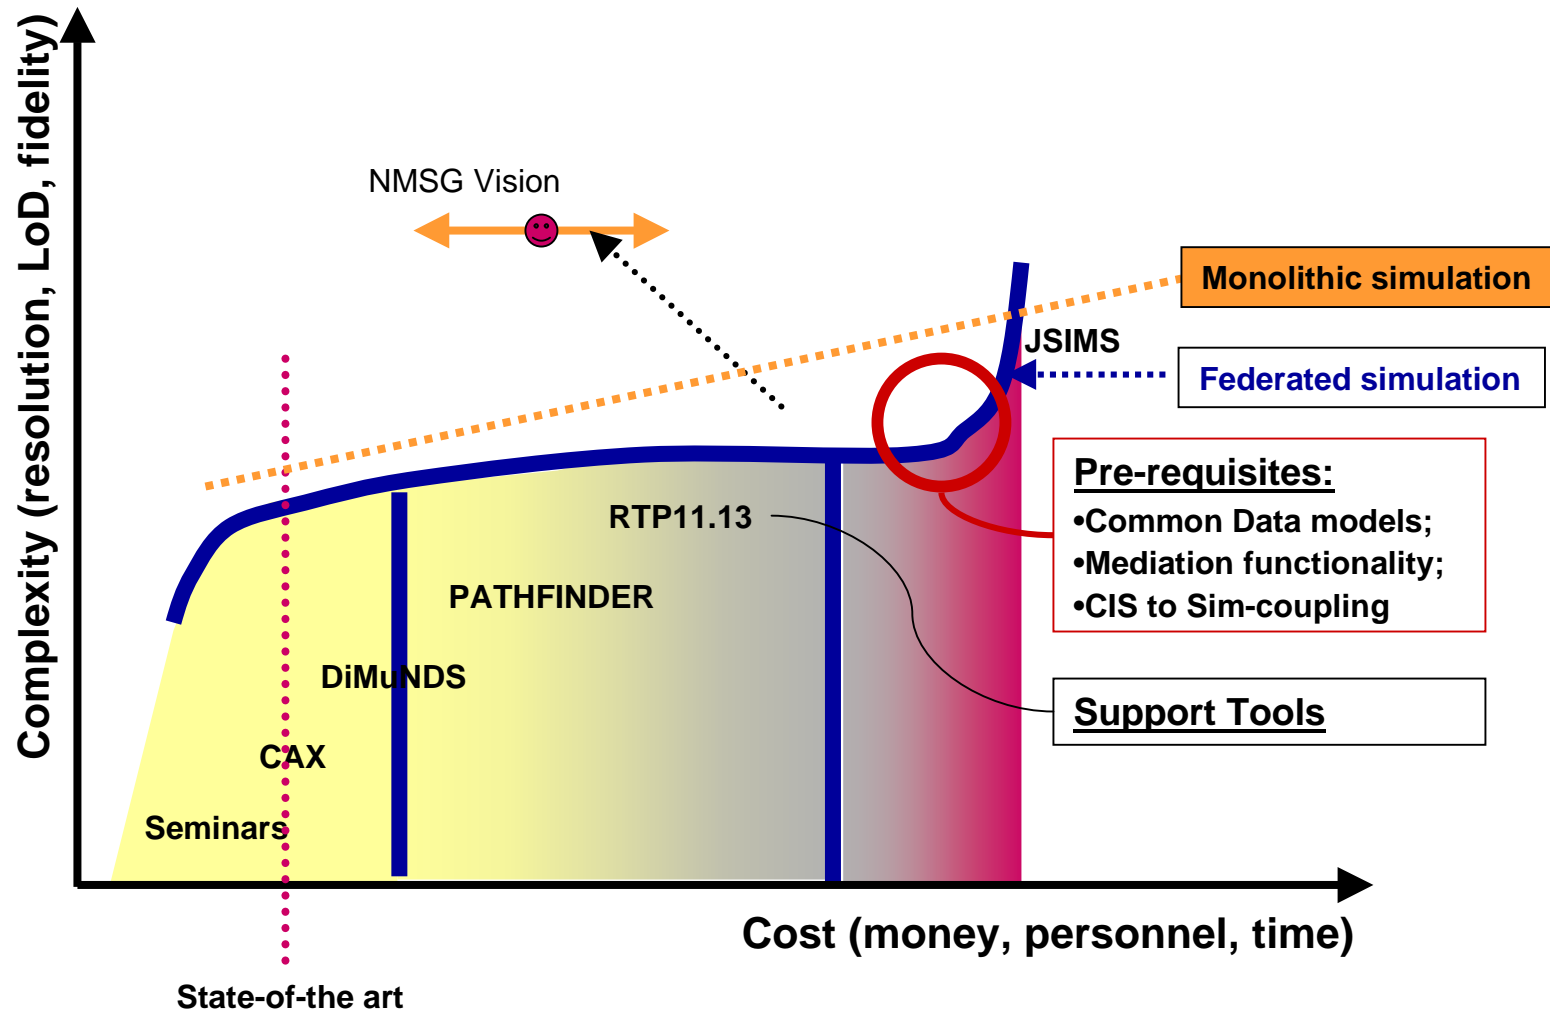 Complexity (resolution, LoD, fidelity)
NMSG Vision
Monolithic simulation
JSIMS
Federated simulation
Pre-requisites:
•Common Data models;
•Mediation functionality;
•CIS to Sim-coupling
RTP11.13
PATHFINDER
DiMuNDS
Support Tools
CAX
Seminars
Cost (money, personnel, time)
State-of-the art